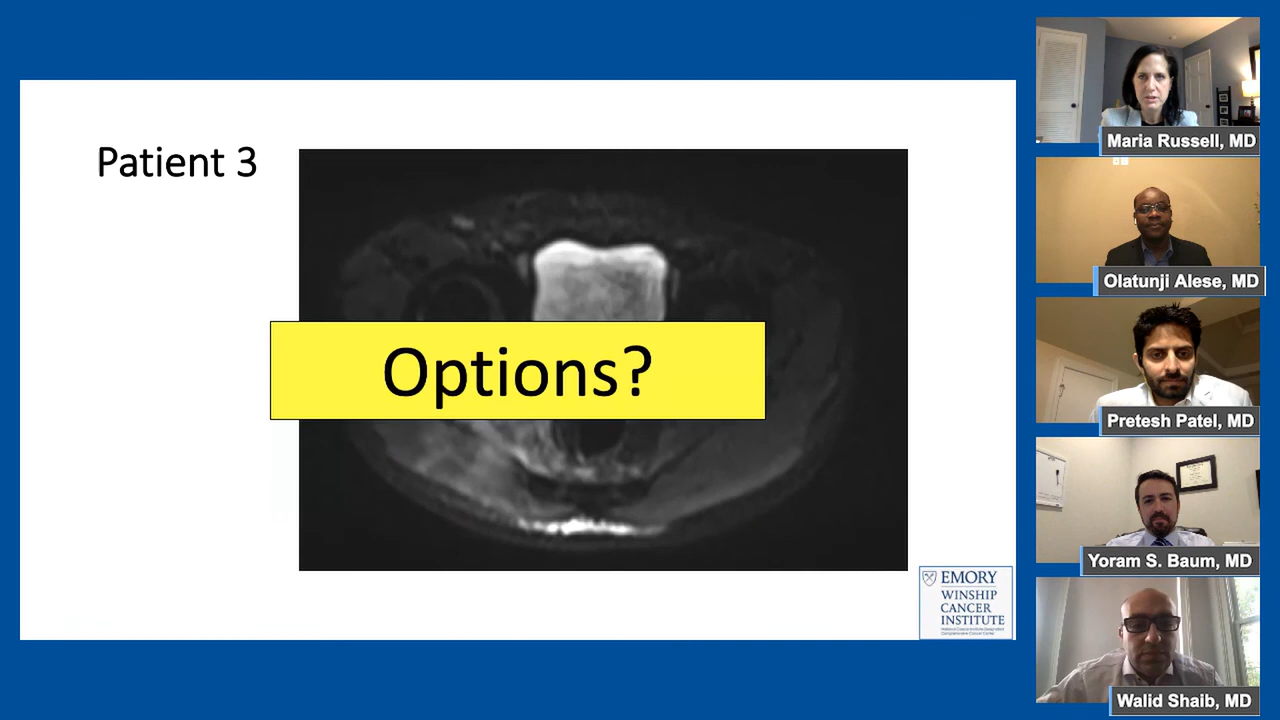 Patient 3
Options?
EMORY
WINSHIP
CANCER
INSTITUTE
Maria Russell, MD
Olatunji Alese, MD
Pretesh Patel, MD
Yoram S. Baum, MD
Walid Shaib, MD